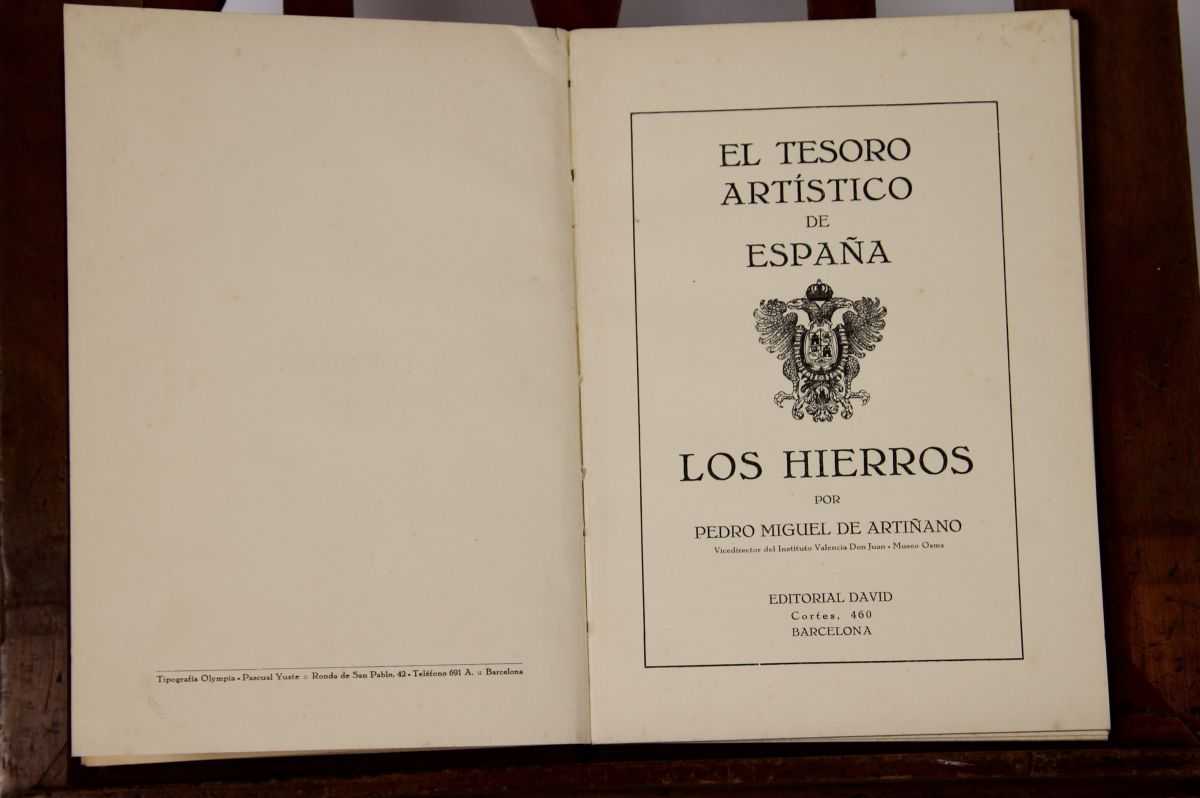 Tipografía Olympia • Pascual Yuste :: Ronda de San Pablo, 42 • Teléfono 691 A. :: Barcelona
EL TESORO
ARTÍSTICO
DE
ESPAÑA
LOS HIERROS
POR
PEDRO MIGUEL DE ARTIÑANO
Vicedirector del Instituto Valencia Don Juan • Museo Osma
EDITORIAL DAVID
Cortes, 460
BARCELONA